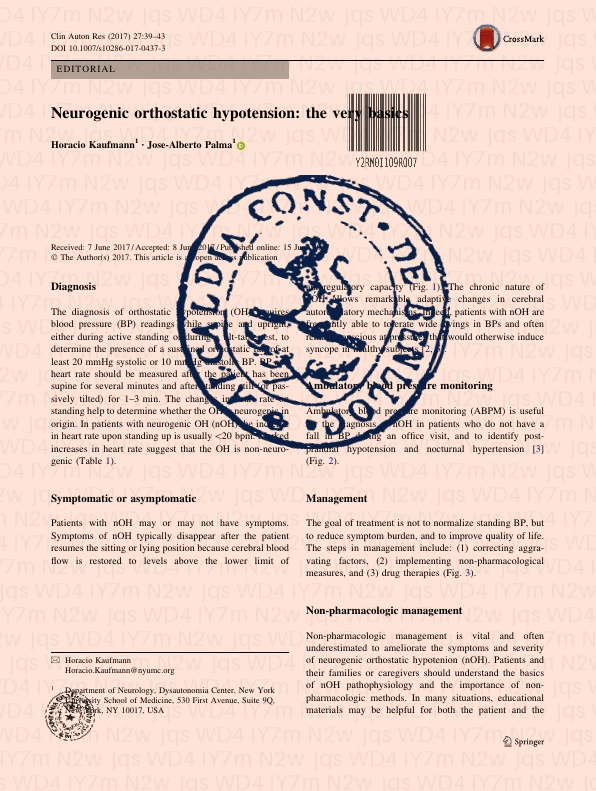 Clin Auton Res (2017) 27:39–43
DOI 10.1007/s10286-017-0437-3
CrossMark
EDITORIAL
Neurogenic orthostatic hypotension: the very basics
Horacio Kaufmann1 · Jose-Alberto Palma1
Y2RM0I109R007
Received: 7 June 2017 / Accepted: 8 June 2017 / Published online: 15 June
© The Author(s) 2017. This article is an open access publication
Diagnosis
The diagnosis of orthostatic hypotension (OH) requires
blood pressure (BP) readings while supine and upright,
either during active standing or during a tilt-table test, to
determine the presence of a sustained orthostatic fall of at
least 20 mmHg systolic or 10 mmHg diastolic BP. BP
heart rate should be measured after the patient has been
supine for several minutes and after standing still (or pas-
sively tilted) for 1–3 min. The changes in heart rate on
standing help to determine whether the OH is neurogenic in
origin. In patients with neurogenic OH (nOH) the increase
in heart rate upon standing up is usually <20 bpm. Marked
increases in heart rate suggest that the OH is non-neuro-
genic (Table 1).
Symptomatic or asymptomatic
Patients with nOH may or may not have symptoms.
Symptoms of nOH typically disappear after the patient
resumes the sitting or lying position because cerebral blood
flow is restored to levels above the lower limit of
Horacio Kaufmann
Horacio.Kaufmann@nyumc.org
1 Department of Neurology, Dysautonomia Center, New York
University School of Medicine, 530 First Avenue, Suite 9Q,
New York, NY 10017, USA
autoregulatory capacity (Fig. 1). The chronic nature of
nOH allows remarkable adaptive changes in cerebral
autoregulatory mechanisms. Indeed, patients with nOH are
frequently able to tolerate wide swings in BPs and often
remain conscious at pressures that would otherwise induce
syncope in healthy subjects [2,
Ambulatory blood pressure monitoring
Ambulatory blood pressure monitoring (ABPM) is useful
the diagnosis nOH in patients who do not have a
fall in BP during an office visit, and to identify post-
prandial hypotension and nocturnal hypertension [3]
(Fig. 2).
Management
The goal of treatment is not to normalize standing BP, but
to reduce symptom burden, and to improve quality of life.
The steps in management include: (1) correcting aggra-
vating factors, (2) implementing non-pharmacological
measures, and (3) drug therapies (Fig. 3).
Non-pharmacologic management
Non-pharmacologic management is vital and often
underestimated to ameliorate the symptoms and severity
of neurogenic orthostatic hypotenion (nOH). Patients and
their families or caregivers should understand the basics
of nOH pathophysiology and the importance of non-
pharmacologic methods. In many situations, educational
materials may be helpful for both the patient and the
Springer